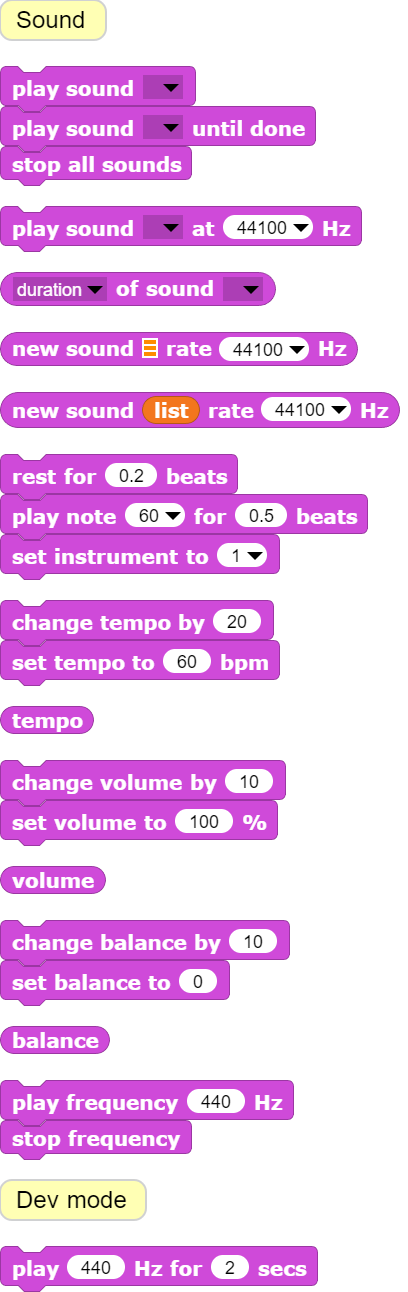 Sound
play sound
play sound until done
stop all sounds
play sound at 44100 Hz
duration of sound
new sound rate 44100 Hz
new sound list rate 44100 Hz
rest for 0.2 beats
play note 60 for 0.5 beats
set instrument to 1
change tempo by 20
set tempo to 60 bpm
tempo
change volume by 10
set volume to 100 %
volume
change balance by 10
set balance to 0
balance
play frequency 440 Hz
stop frequency
Dev mode
play 440 Hz for 2 secs